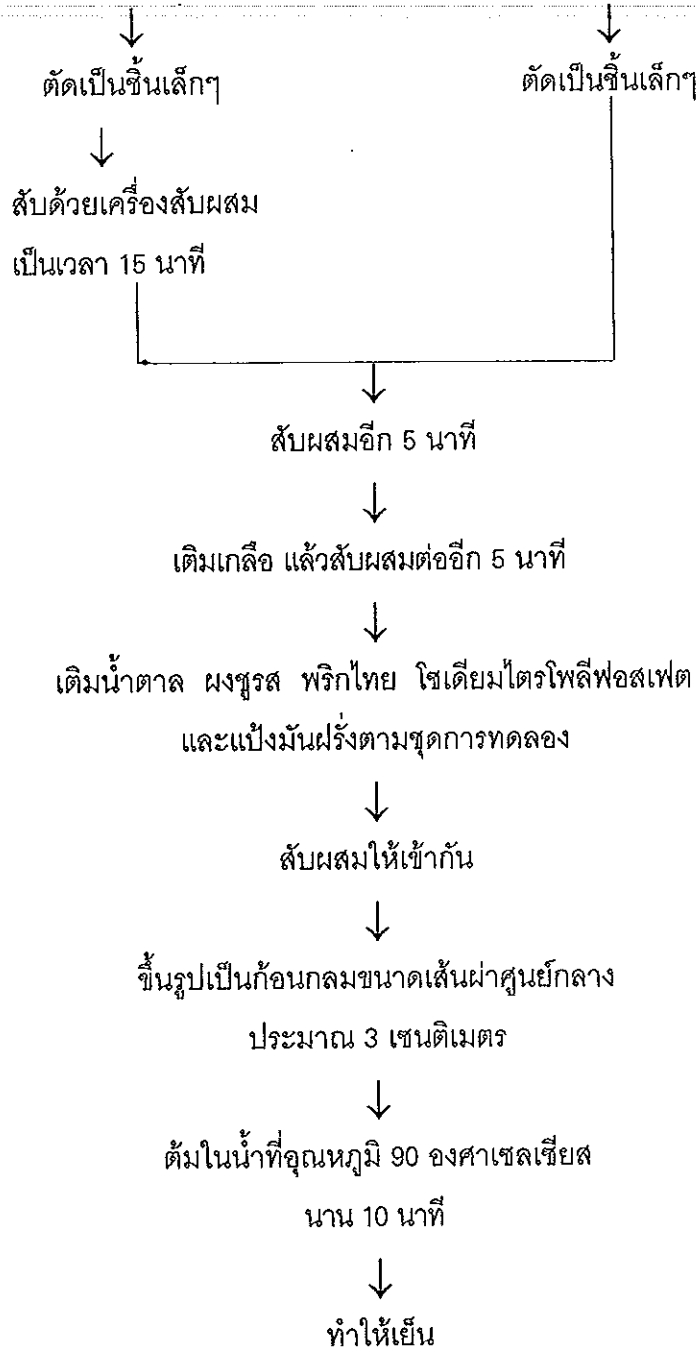 ตัดเป็นชิ้นเล็กๆ
ตัดเป็นชิ้นเล็กๆ
สับด้วยเครื่องสับผสม
เป็นเวลา 15 นาที
สับผสมอีก 5 นาที
เติมเกลือ แล้วสับผสมต่ออีก 5 นาที
เติมน้ำตาล ผงชูรส พริกไทย โซเดียมไตรโพลีฟอสเฟต
และแป้งมันฝรั่งตามชุดการทดลอง
สับผสมให้เข้ากัน
ขึ้นรูปเป็นก้อนกลมขนาดเส้นผ่าศูนย์กลาง
ประมาณ 3 เซนติเมตร
ต้มในน้ำที่อุณหภูมิ 90 องศาเซลเซียส
นาน 10 นาที
ทำให้เย็น